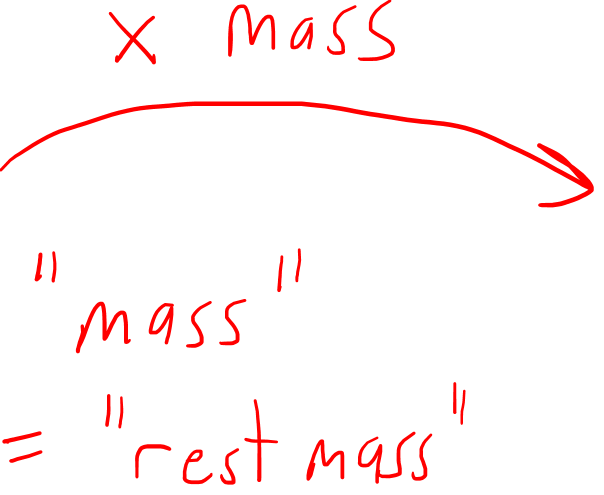 x mass
"mass"
= "rest mass"